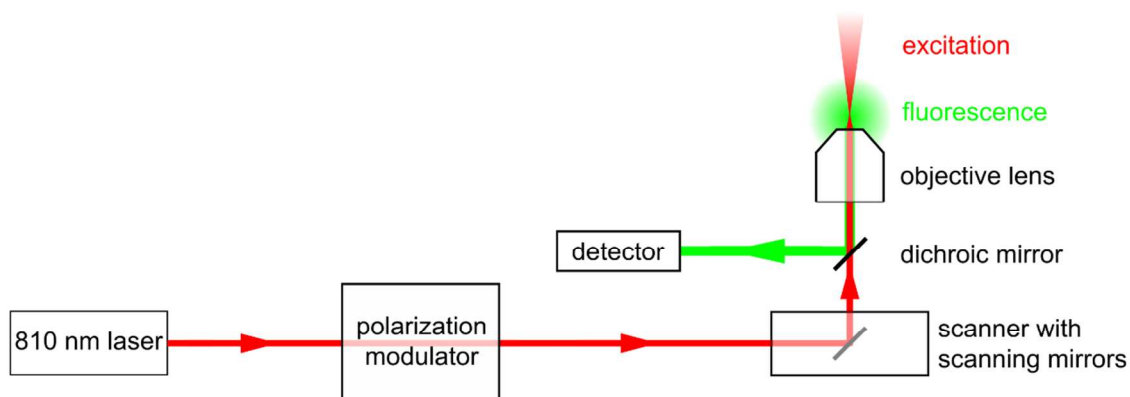 excitation
fluorescence
objective lens
detector
dichroic mirror
810 nm laser
polarization
modulator
scanner with
scanning mirrors